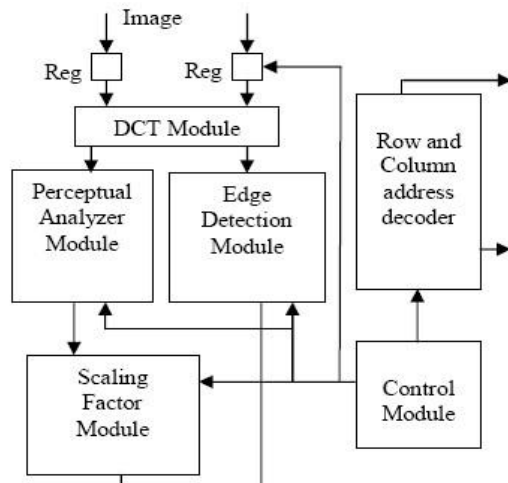 Image
Reg
Reg
DCT Module
Perceptual
Analyzer
Module
Edge
Detection
Module
Row and
Column
address
decoder
Scaling
Factor
Module
Control
Module